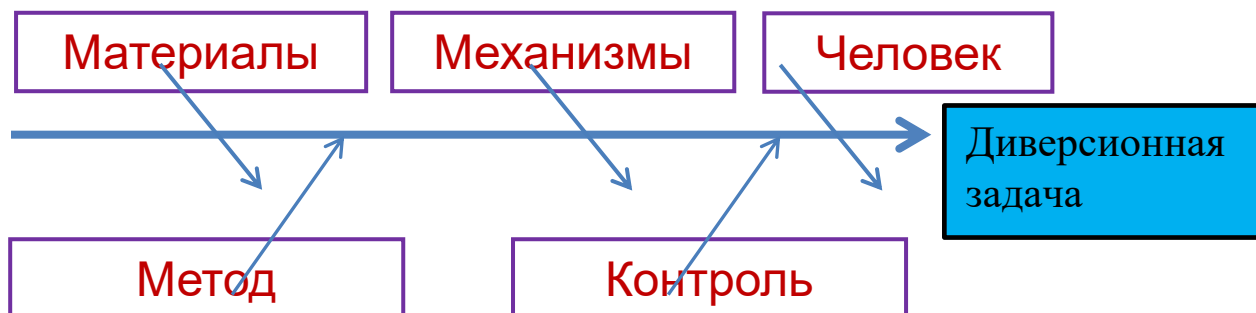 Материалы
Механизмы
Человек
Диверсионная
задача
Метод
Контроль